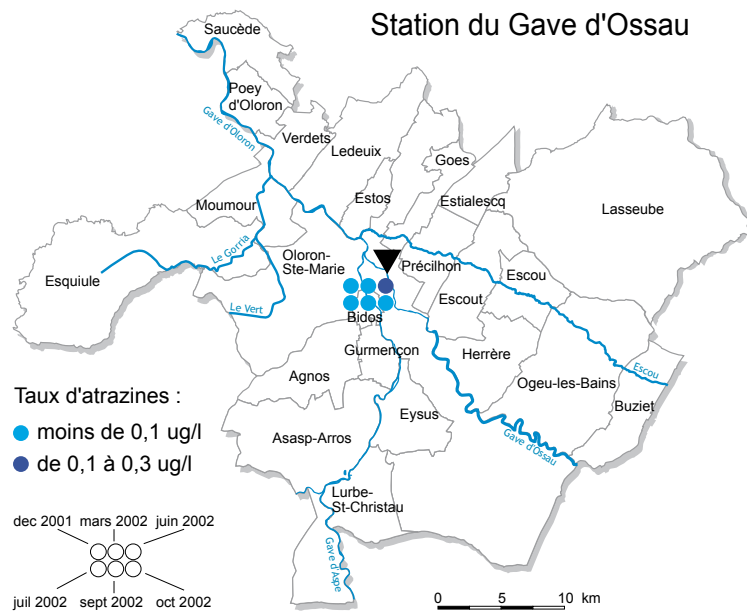 Station du Gave d'Ossau
Saucède
Poey
d'Oloron
Gave d'Oloron
Verdets
Ledeuix
Goes
Estos
Estialescq
Lasseube
Moumour
Le Gorria
Oloron-
Ste-Marie
Précilhon
Escou
Esquiule
Le Vert
Escout
Bidos
Gurmençon
Herrère
Escou
Agnos
Ogeu-les-Bains
Buziet
Eysus
Gave d'Ossau
Asasp-Arros
Lurbe-
St-Christau
Gave d'Aspe
Taux d'atrazines :
moins de 0,1 ug/l
de 0,1 à 0,3 ug/l
dec 2001
mars 2002
juin 2002
juil 2002
sept 2002
oct 2002
0 5 10 km